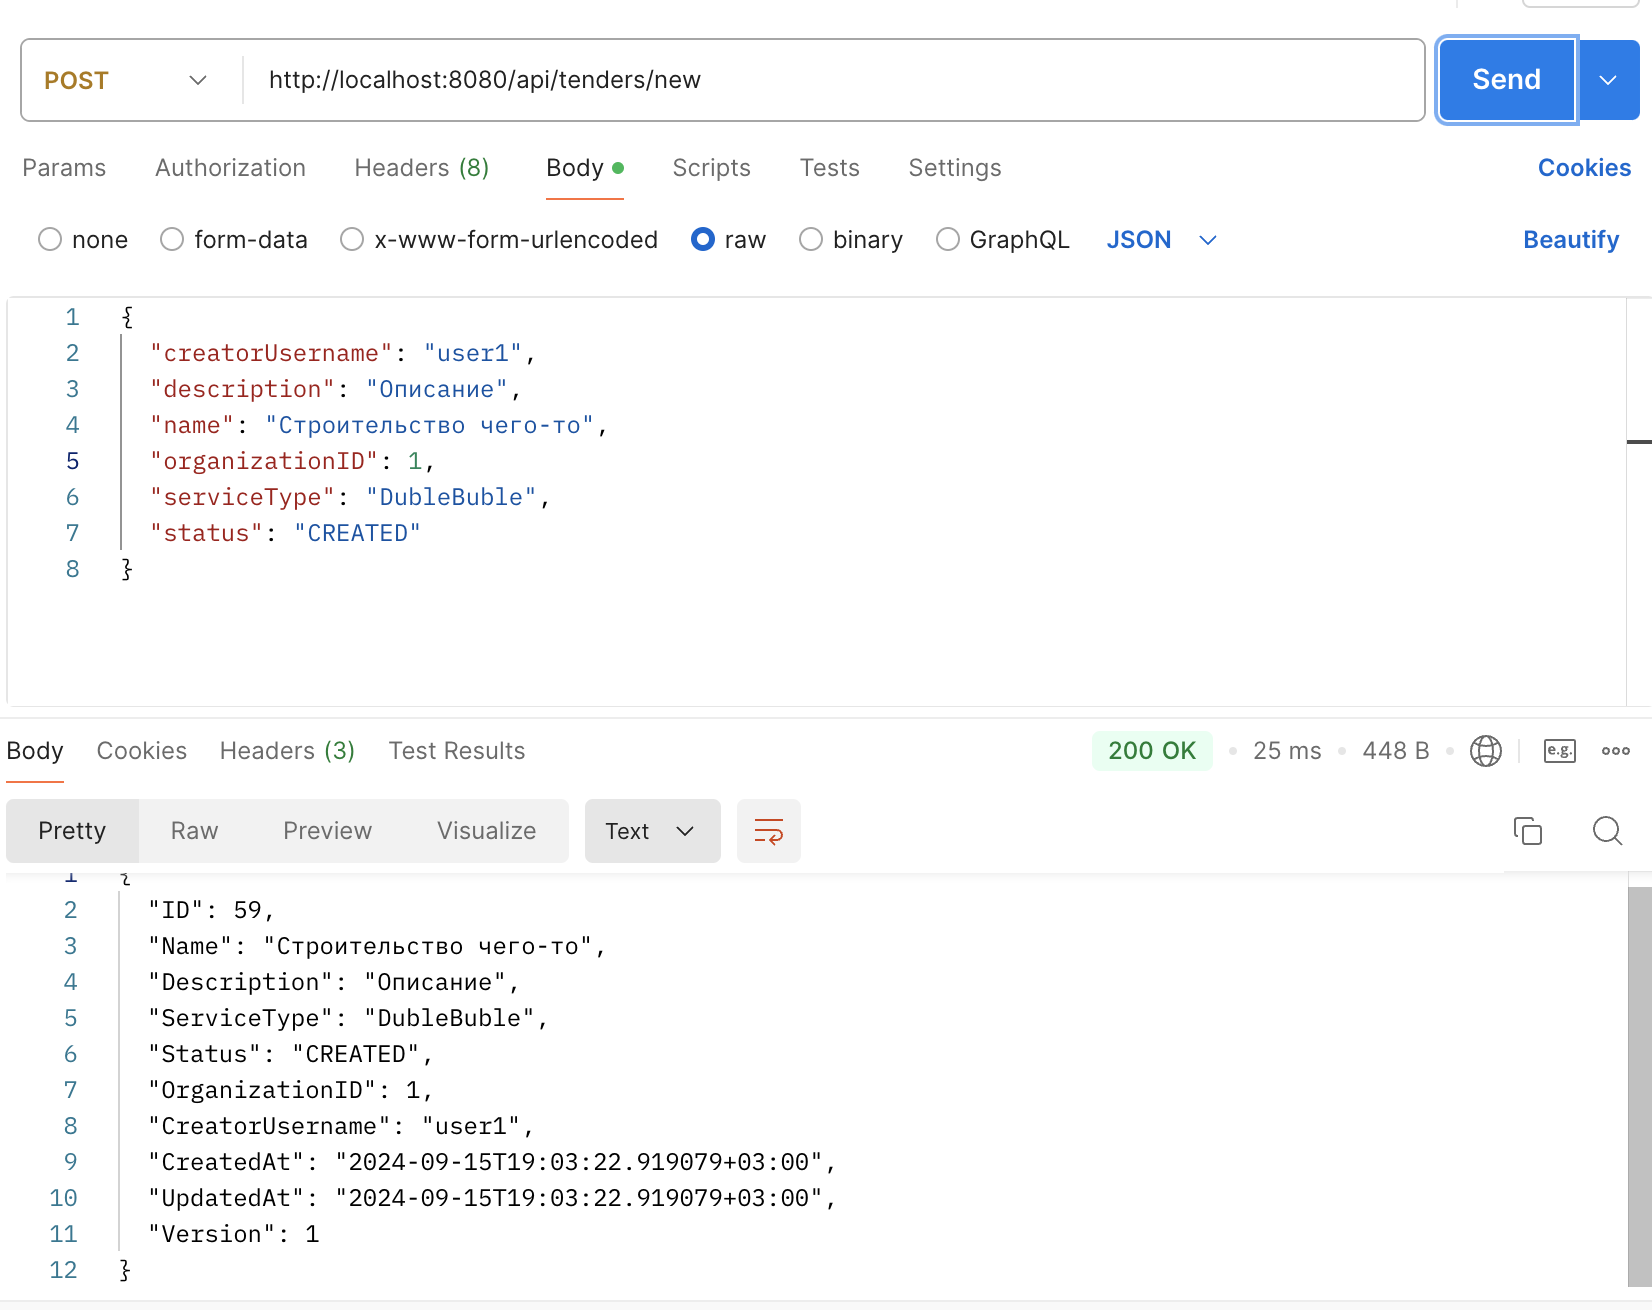 POST http://localhost:8080/api/tenders/new Send
Params Authorization Headers (8) Body Scripts Tests Settings Cookies
none form-data x-www-form-urlencoded raw binary GraphQL JSON Beautify
1 {
2 "creatorUsername": "user1",
3 "description": "Описание",
4 "name": "Строительство чего-то",
5 "organizationID": 1,
6 "serviceType": "DubleBuble",
7 "status": "CREATED"
8 }
Body Cookies Headers (3) Test Results 200 OK 25 ms 448 B e.g.
Pretty Raw Preview Visualize Text
1 {
2 "ID": 59,
3 "Name": "Строительство чего-то",
4 "Description": "Описание",
5 "ServiceType": "DubleBuble",
6 "Status": "CREATED",
7 "OrganizationID": 1,
8 "CreatorUsername": "user1",
9 "CreatedAt": "2024-09-15T19:03:22.919079+03:00",
10 "UpdatedAt": "2024-09-15T19:03:22.919079+03:00",
11 "Version": 1
12 }